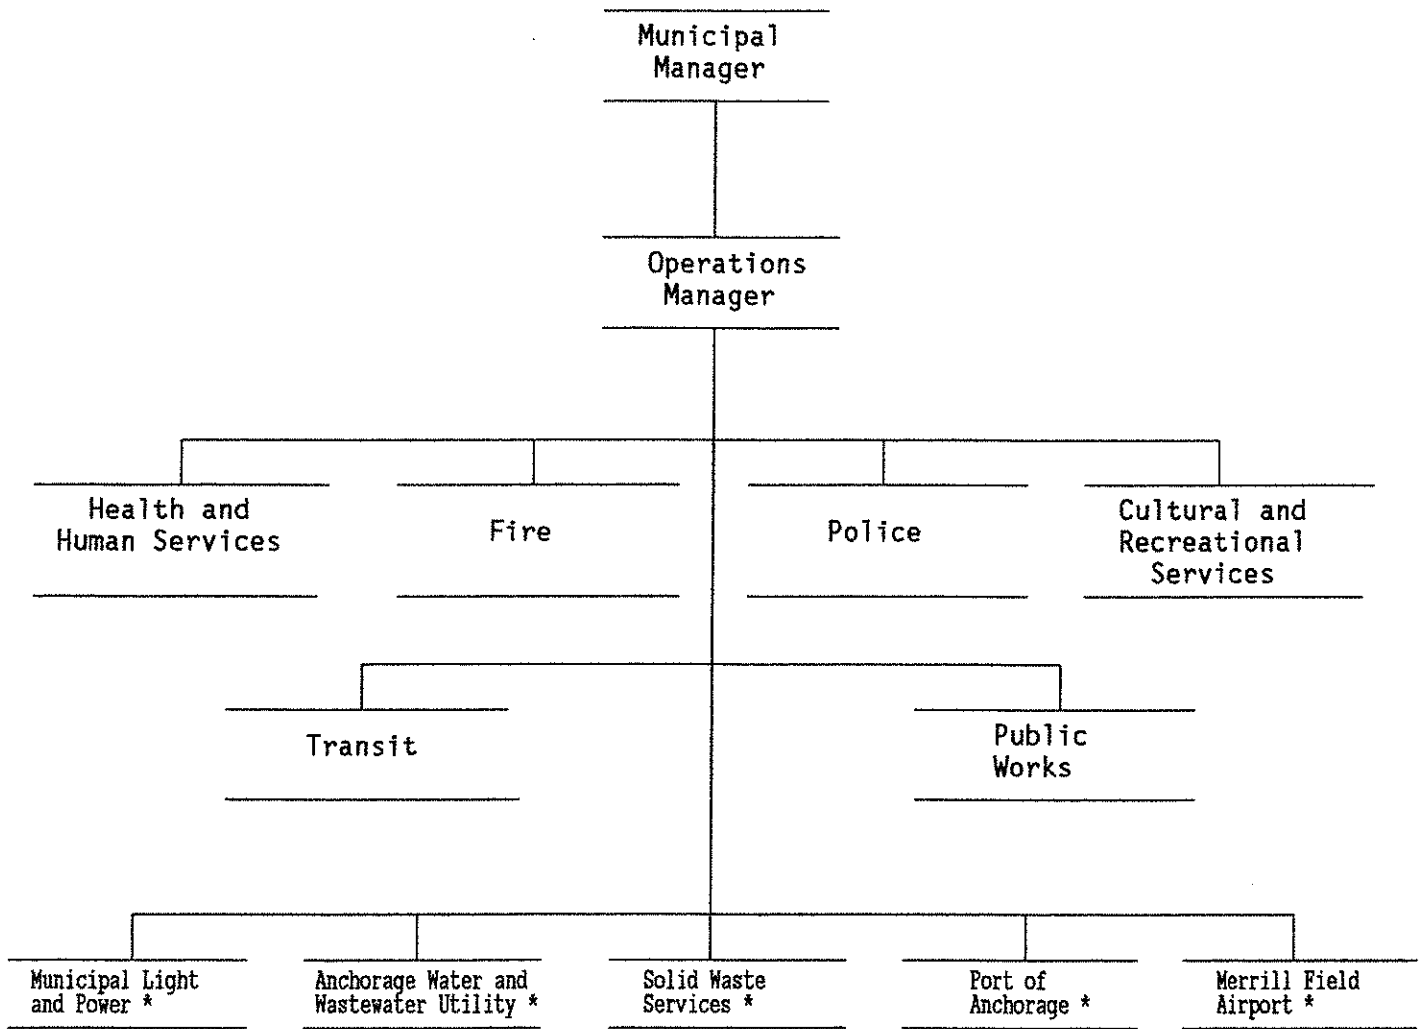 Municipal
Manager
Operations
Manager
Health and
Human Services
Fire
Police
Cultural and
Recreational
Services
Transit
Public
Works
Municipal Light
and Power *
Anchorage Water and
Wastewater Utility *
Solid Waste
Services *
Port of
Anchorage *
Merrill Field
Airport *